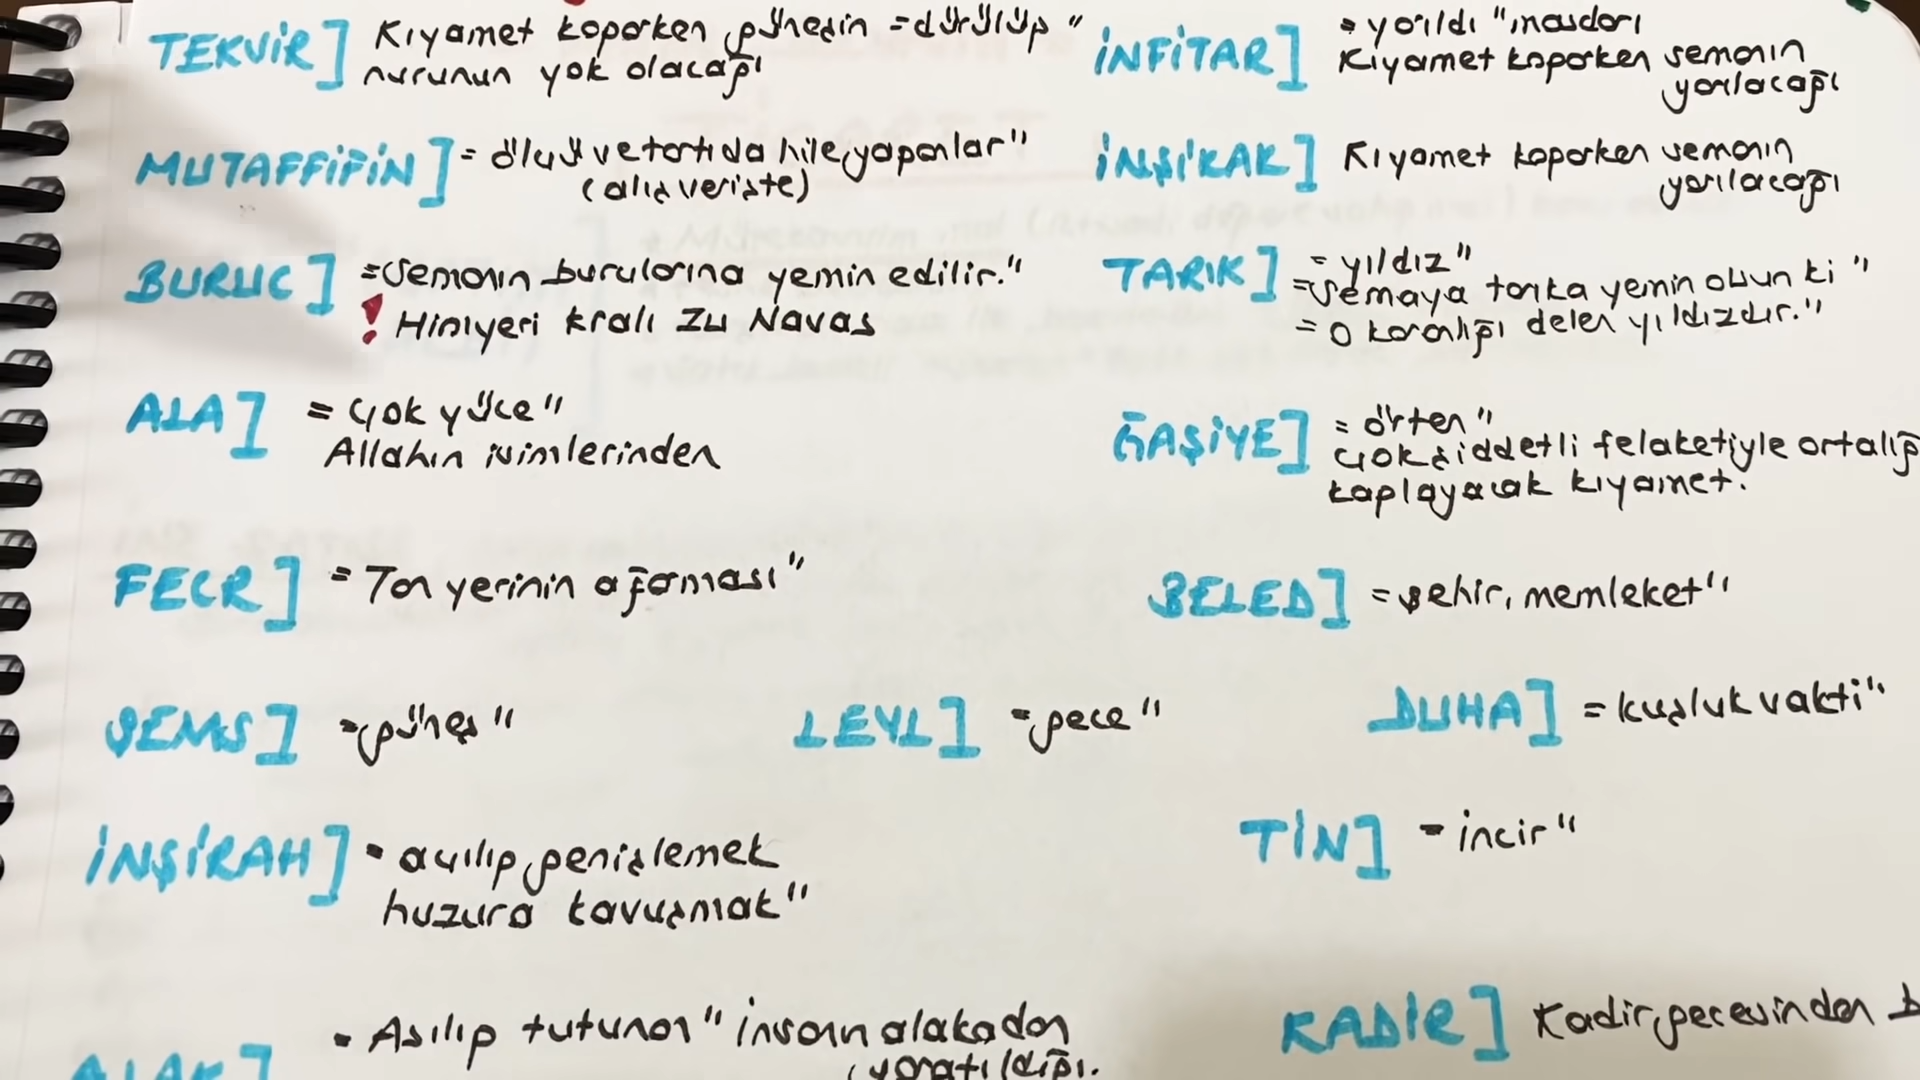 TEKVİR] Kıyamet koparken güneşin "dürülüp"
nurunun yok olacağı
İNFİTAR] "yarıldı" masdarı
Kıyamet koparken semanın
yarılacağı
MUTAFFİFİN] "ölçü ve tartıda hile yapanlar"
(alışverişte)
İNŞİKAK] Kıyamet koparken semanın
yarılacağı
BURUC] "Semanın burçlarına yemin edilir."
! Himyeri kralı Zu Navas
TARIK] "yıldız"
"Semaya tarıka yemin olsun ki"
"O karanlığı delen yıldızdır."
ALA] "çok yüce"
Allahın isimlerinden
ĞAŞİYE] "örten"
çok şiddetli felaketiyle ortalığ
kaplayacak kıyamet.
FECR] "Tan yerinin ağarması"
BELED] "şehir, memleket"
ŞEMS] "güneş"
LEYL] "gece"
DUHA] "kuşluk vakti"
İNŞİRAH] "açılıp genişlemek
huzura kavuşmak"
TİN] "incir"
ALAK] "Asılıp tutunan" insanın alakadan
yaratıldığı.
KADİR] Kadir gecesinden b